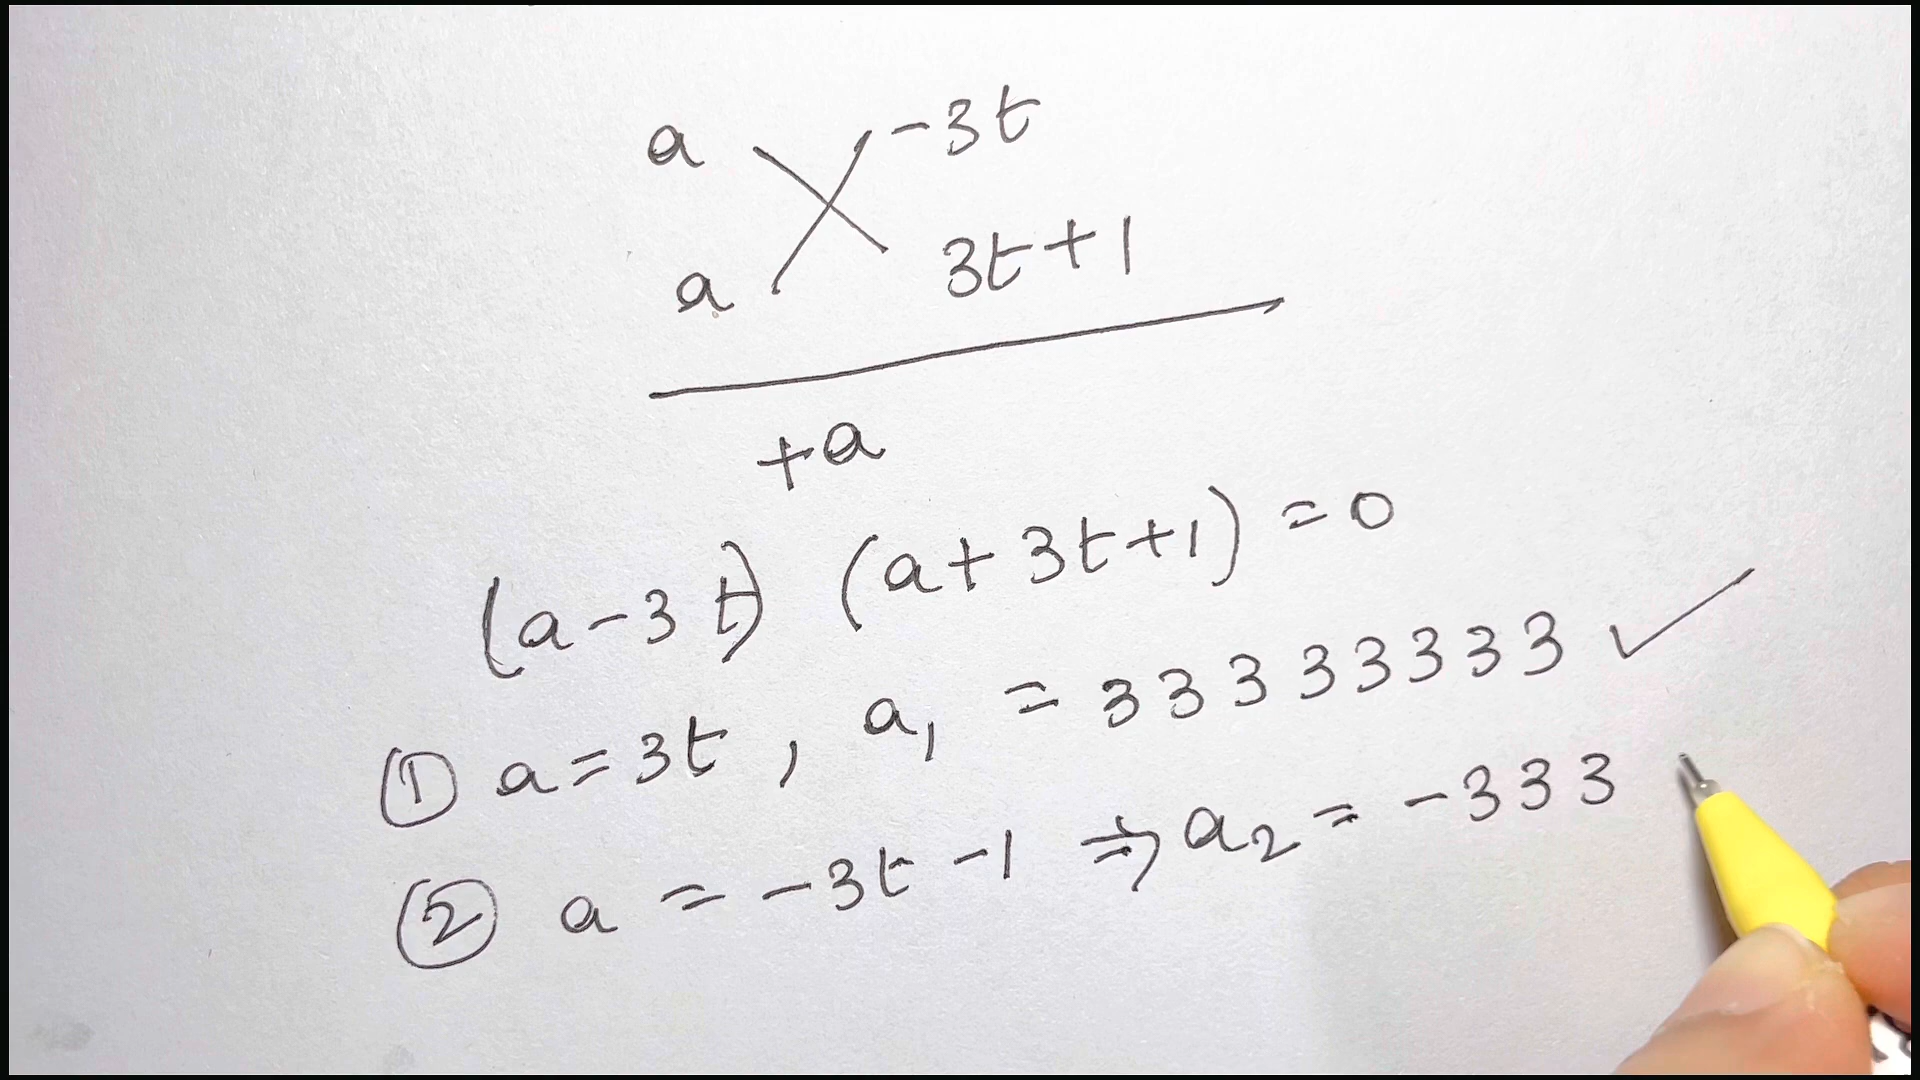 a -3t
a 3t+1
+a
(a-3t) (a+3t+1) = 0
① a=3t, a₁ = 33333333 ✓
② a = -3t-1 ⇒ a₂ = -333